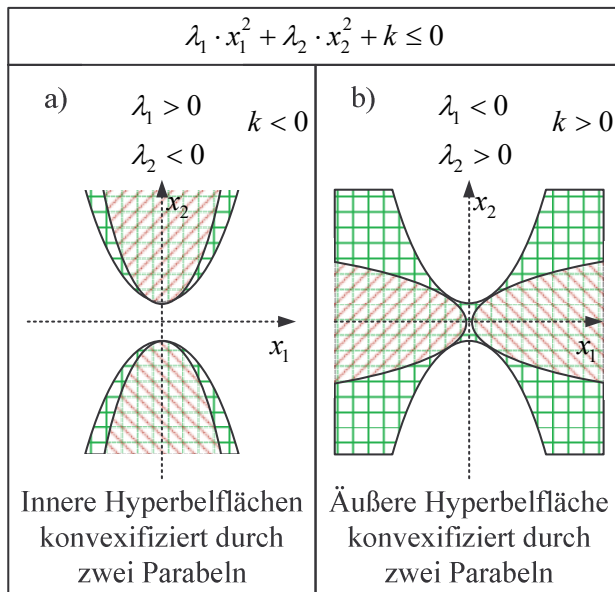 λ₁ · x₁² + λ₂ · x₂² + k ≤ 0
a)
λ₁ > 0
k < 0
λ₂ < 0
x₂
x₁
Innere Hyperbelflächen
konvexifiziert durch
zwei Parabeln
b)
λ₁ < 0
k > 0
λ₂ > 0
x₂
x₁
Äußere Hyperbelfläche
konvexifiziert durch
zwei Parabeln